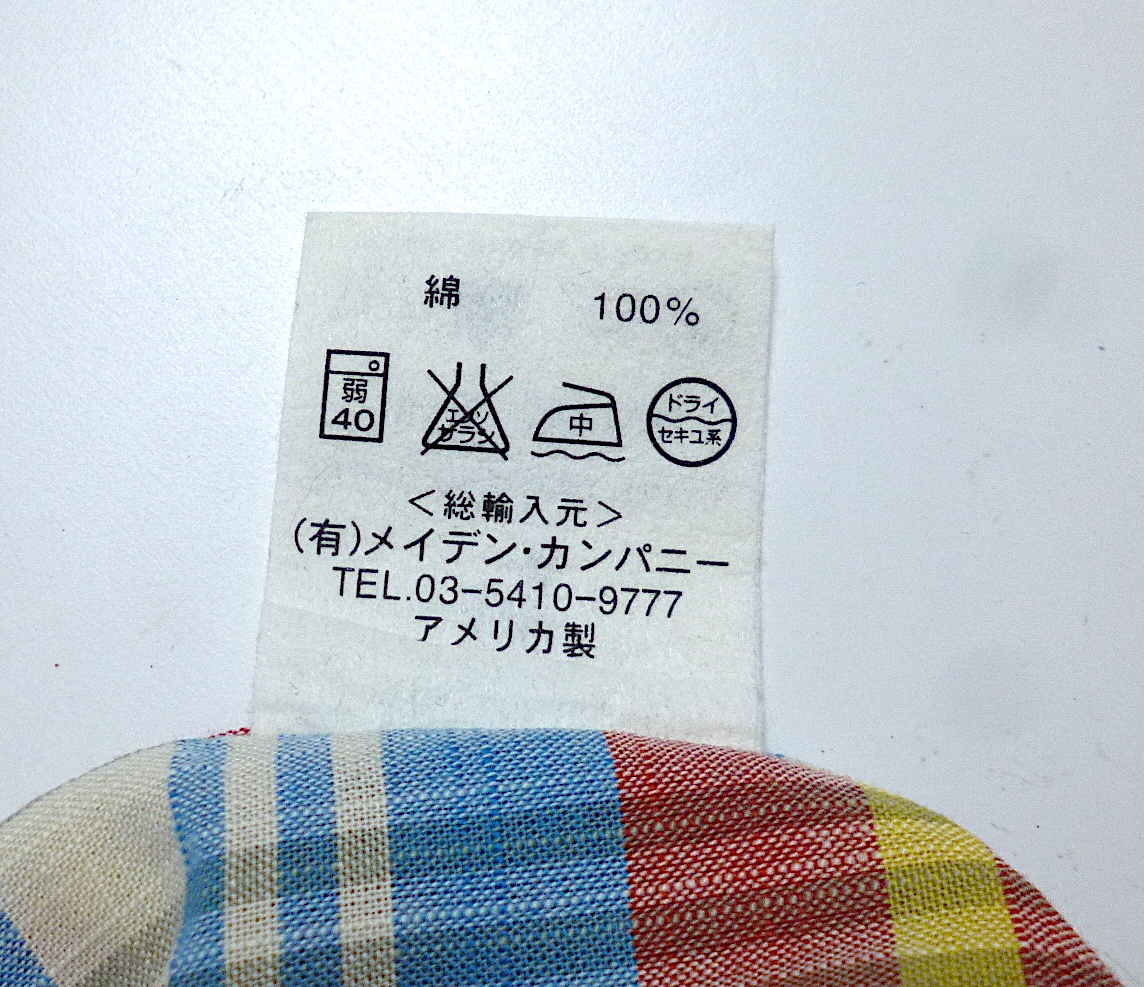 綿 100%
弱 40
エンソ サラシ
中
ドライ セキユ系
<総輸入元>
(有)メイデン・カンパニー
TEL.03-5410-9777
アメリカ製